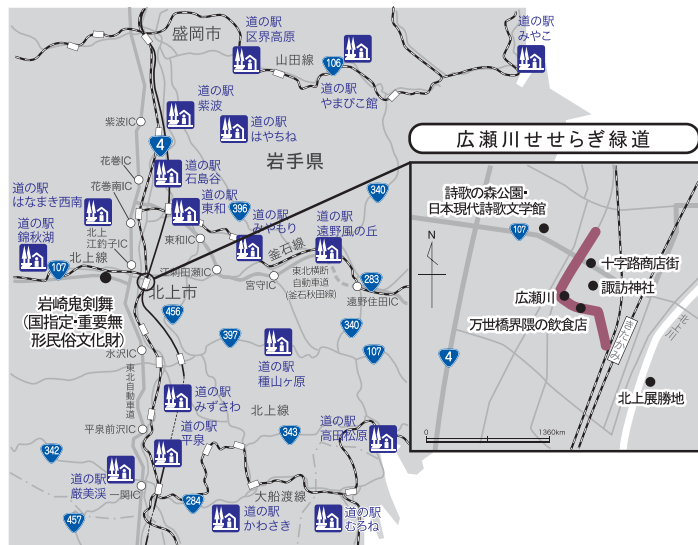 盛岡市
道の駅
区界高原
山田線
106
道の駅
やまびこ館
道の駅
みやこ
紫波IC
道の駅
紫波
道の駅
はやちね
4
岩手県
花巻IC
道の駅
石鳥谷
花巻南IC
道の駅
はなまき西南
道の駅
東和
396
340
北上
江釣子IC
道の駅
錦秋湖
北上線
107
東和IC
道の駅
みやもり
釜石線
道の駅
遠野風の丘
江刺田瀬IC
宮守IC
東北横断
自動車道
(釜石秋田線)
283
遠野住田IC
北上市
岩崎鬼剣舞
(国指定・重要無
形民俗文化財)
456
340
397
107
水沢IC
東北自動車道
道の駅
種山ヶ原
道の駅
みずさわ
北上線
平泉前沢IC
道の駅
平泉
343
道の駅
高田松原
342
道の駅
厳美渓
一関IC
284
大船渡線
457
道の駅
かわさき
道の駅
むろね
広瀬川せせらぎ緑道
詩歌の森公園・
日本現代詩歌文学館
107
N
十字路商店街
諏訪神社
広瀬川
万世橋界隈の飲食店
きたかみ
北上川
4
北上展勝地
0
1360km